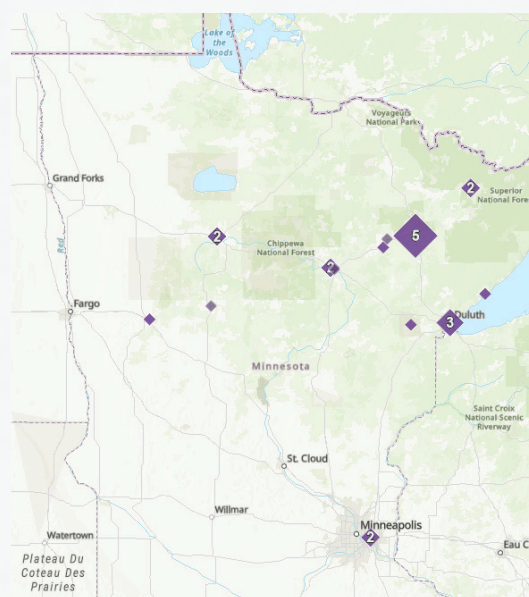 Lake of
the
Woods
Voyageurs
National Park
Grand Forks
2
Superior
National Fore
Red
2
Chippewa
National Forest
5
2
Fargo
3
Duluth
Minnesota
Saint Croix
National Scenic
Riverway
St. Cloud
Willmar
Minneapolis
2
Watertown
Eau C
Plateau Du
Coteau Des
Prairies